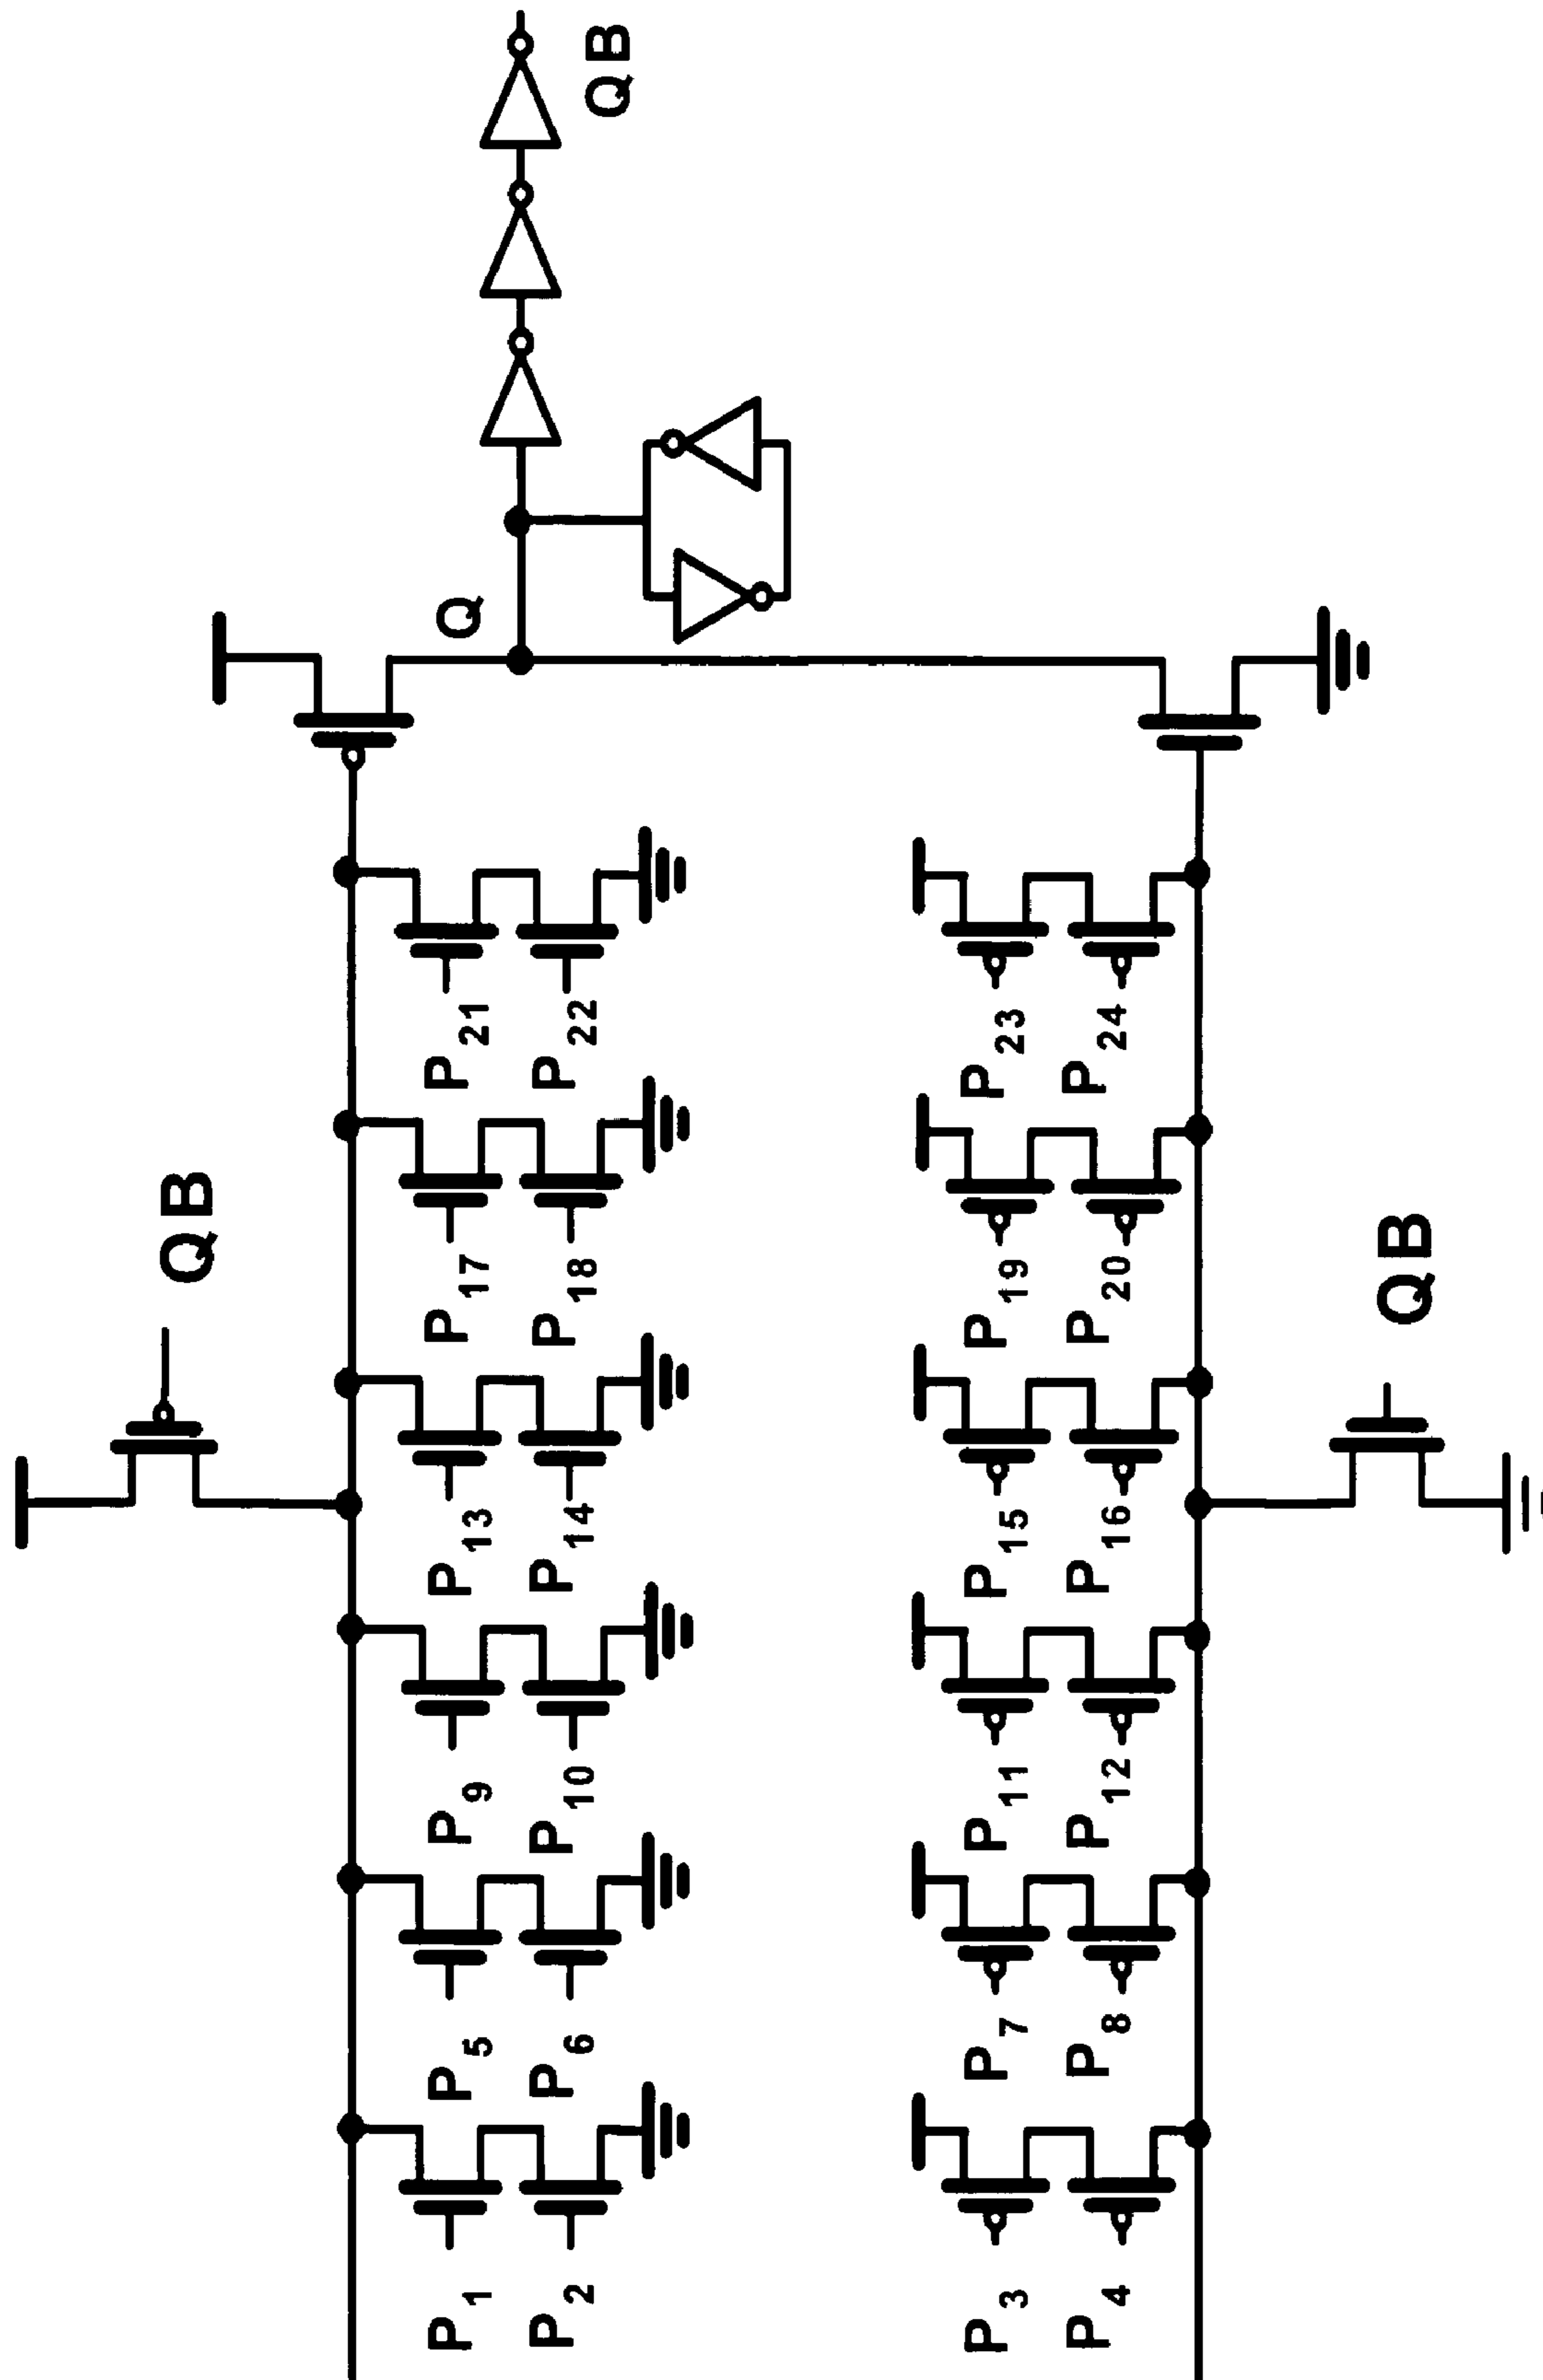 QB
P1 P5 P9 P13 P17 P21 Q
P2 P6 P10 P14 P18 P22
QB
P3 P7 P11 P15 P19 P23
P4 P8 P12 P16 P20 P24
QB